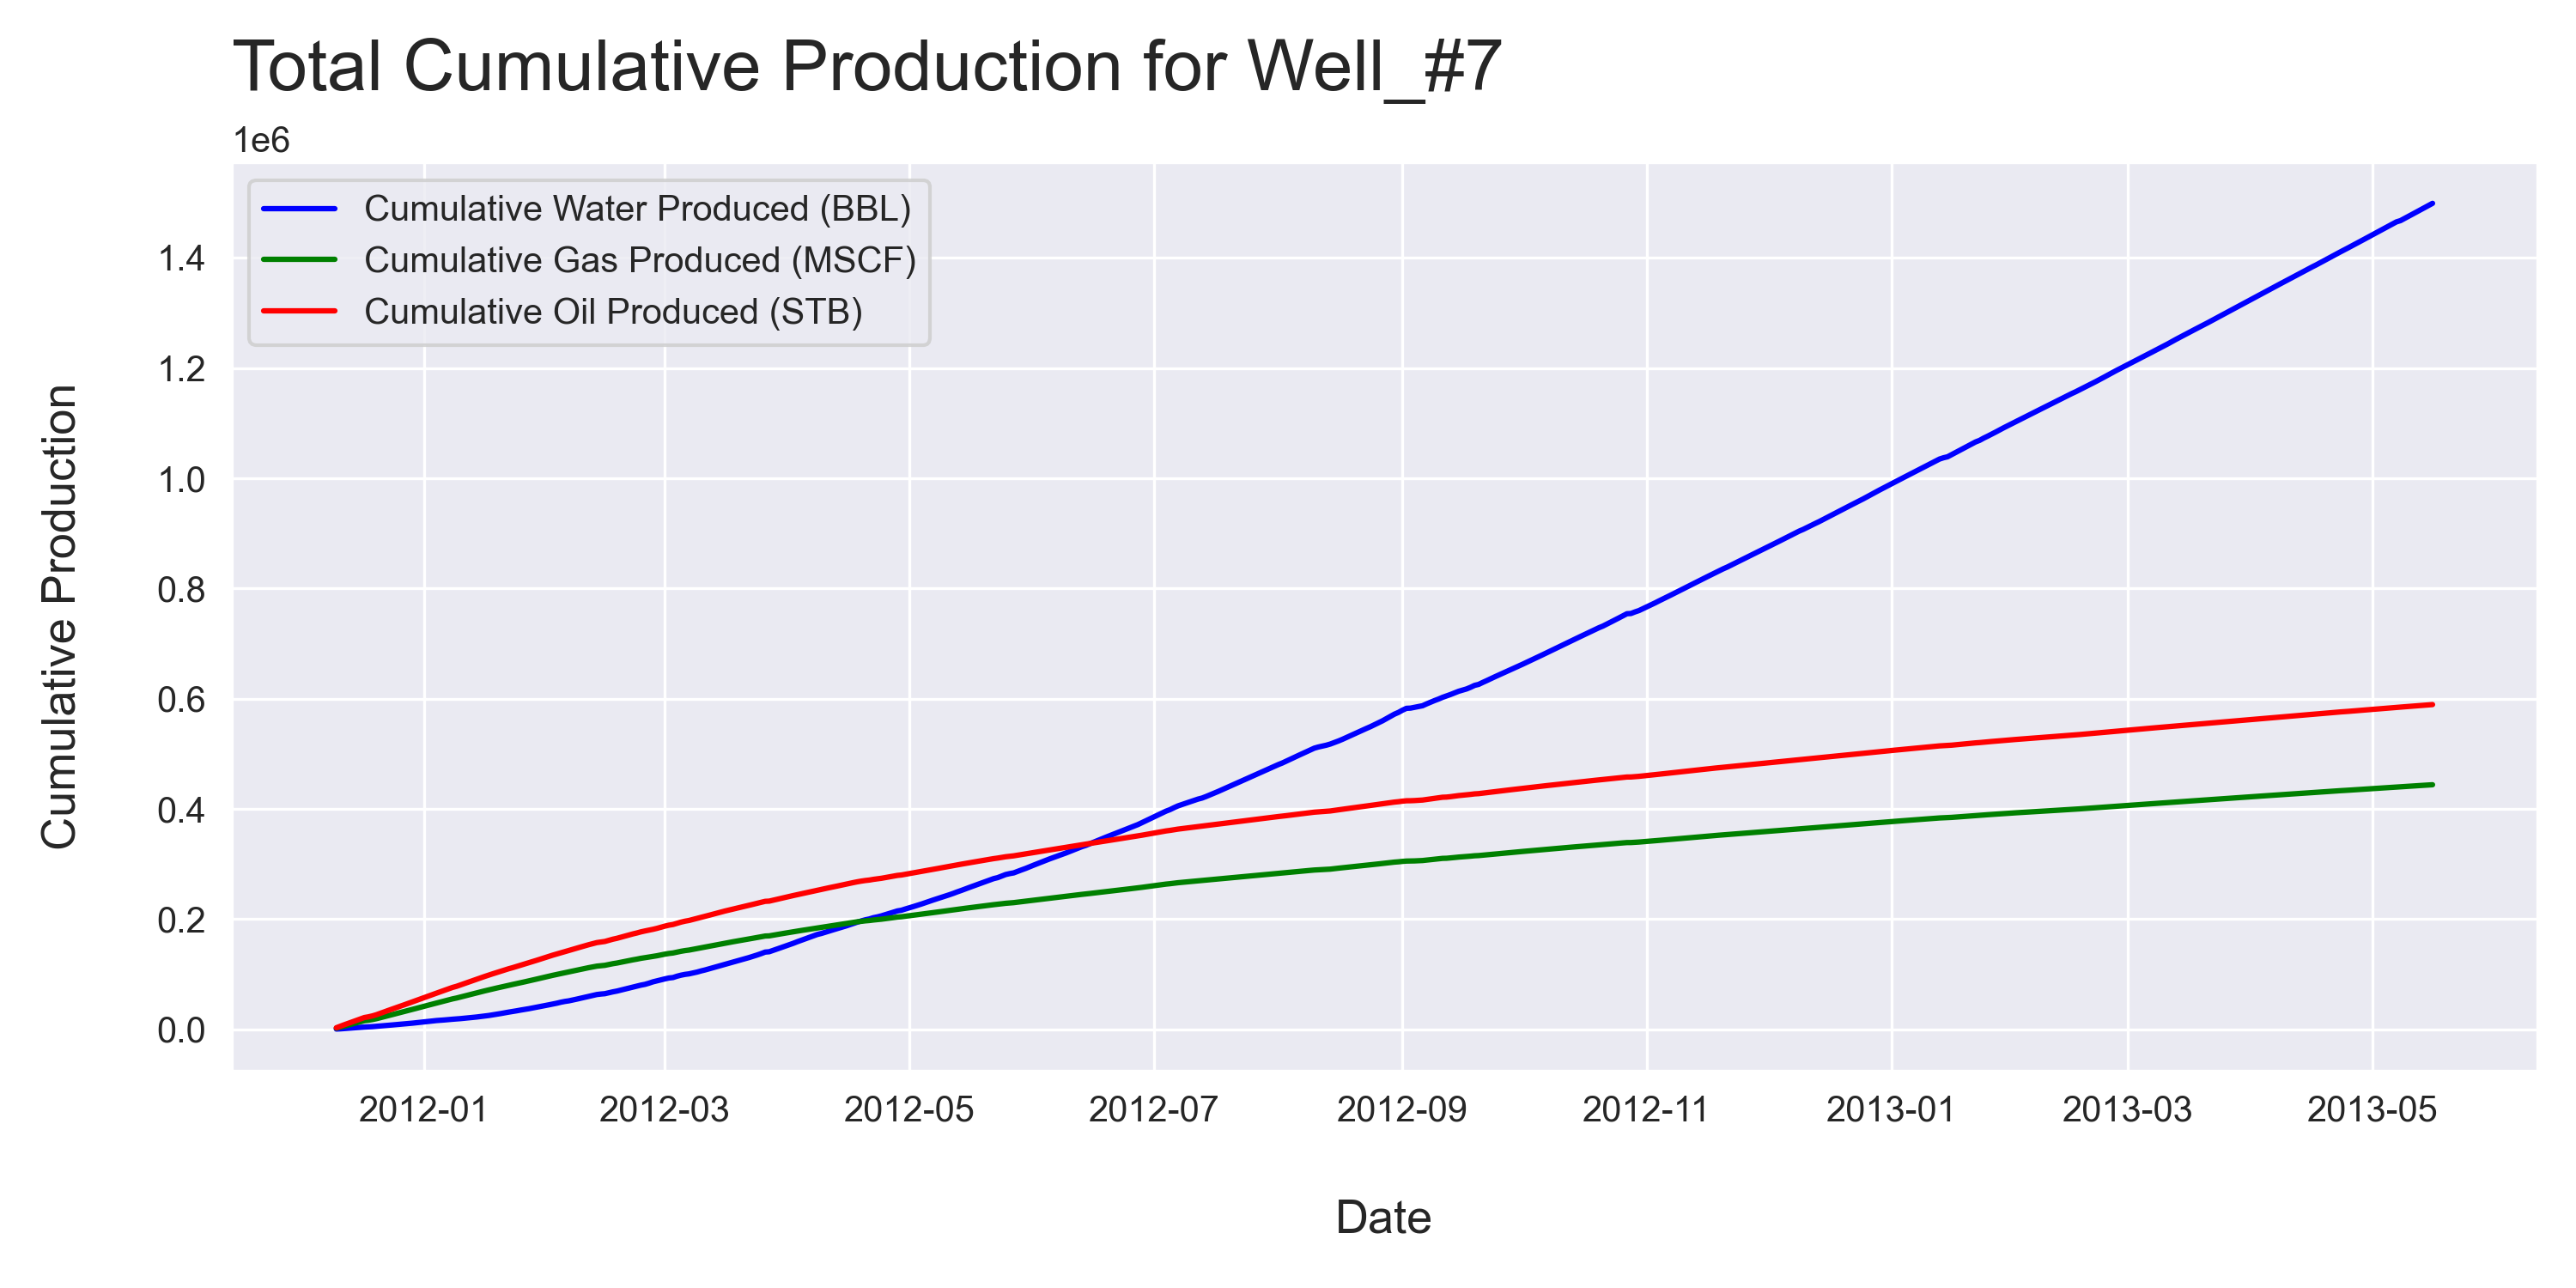 Total Cumulative Production for Well_#7
1e6
Cumulative Water Produced (BBL)
Cumulative Gas Produced (MSCF)
Cumulative Oil Produced (STB)
1.4
1.2
1.0
0.8
0.6
0.4
0.2
0.0
Cumulative Production
2012-01 2012-03 2012-05 2012-07 2012-09 2012-11 2013-01 2013-03 2013-05
Date